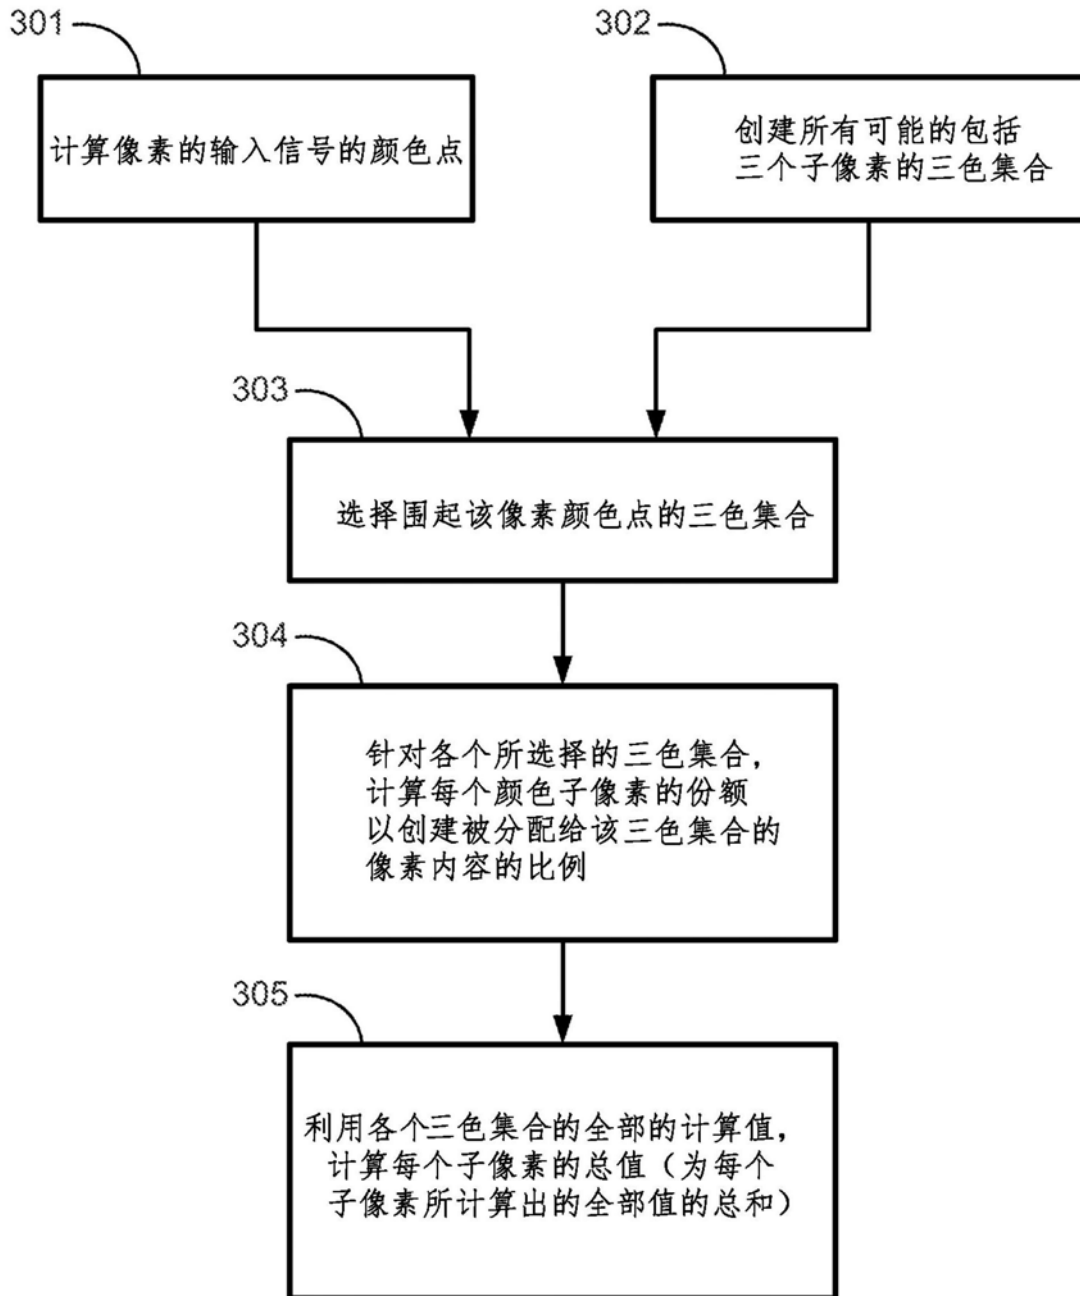 301
302
计算像素的输入信号的颜色点
创建所有可能的包括
三个子像素的三色集合
303
选择围起该像素颜色点的三色集合
304
针对各个所选择的三色集合，
计算每个颜色子像素的份额
以创建被分配给该三色集合的
像素内容的比例
305
利用各个三色集合的全部的计算值，
计算每个子像素的总值（为每个
子像素所计算出的全部值的总和）